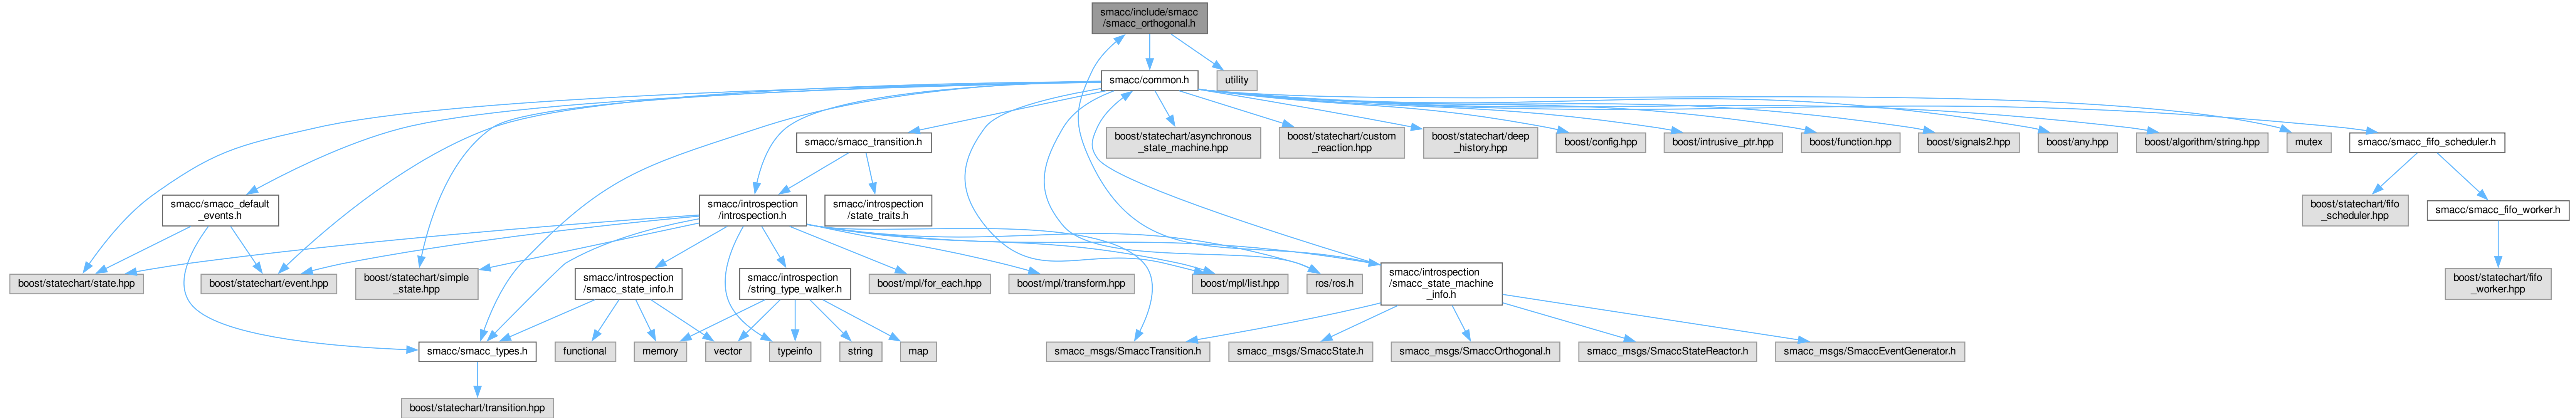 smacc/include/smacc
/smacc_orthogonal.h
smacc/common.h
utility
smacc/smacc_transition.h
boost/statechart/asynchronous
_state_machine.hpp
boost/statechart/custom
_reaction.hpp
boost/statechart/deep
_history.hpp
boost/config.hpp
boost/intrusive_ptr.hpp
boost/function.hpp
boost/signals2.hpp
boost/any.hpp
boost/algorithm/string.hpp
mutex
smacc/smacc_fifo_scheduler.h
smacc/smacc_default
_events.h
smacc/introspection
/introspection.h
smacc/introspection
/state_traits.h
boost/statechart/fifo
_scheduler.hpp
smacc/smacc_fifo_worker.h
boost/statechart/state.hpp
boost/statechart/event.hpp
boost/statechart/simple
_state.hpp
smacc/introspection
/smacc_state_info.h
smacc/introspection
/string_type_walker.h
boost/mpl/for_each.hpp
boost/mpl/transform.hpp
boost/mpl/list.hpp
ros/ros.h
smacc/introspection
/smacc_state_machine
_info.h
boost/statechart/fifo
_worker.hpp
smacc/smacc_types.h
functional
memory
vector
typeinfo
string
map
smacc_msgs/SmaccTransition.h
smacc_msgs/SmaccState.h
smacc_msgs/SmaccOrthogonal.h
smacc_msgs/SmaccStateReactor.h
smacc_msgs/SmaccEventGenerator.h
boost/statechart/transition.hpp